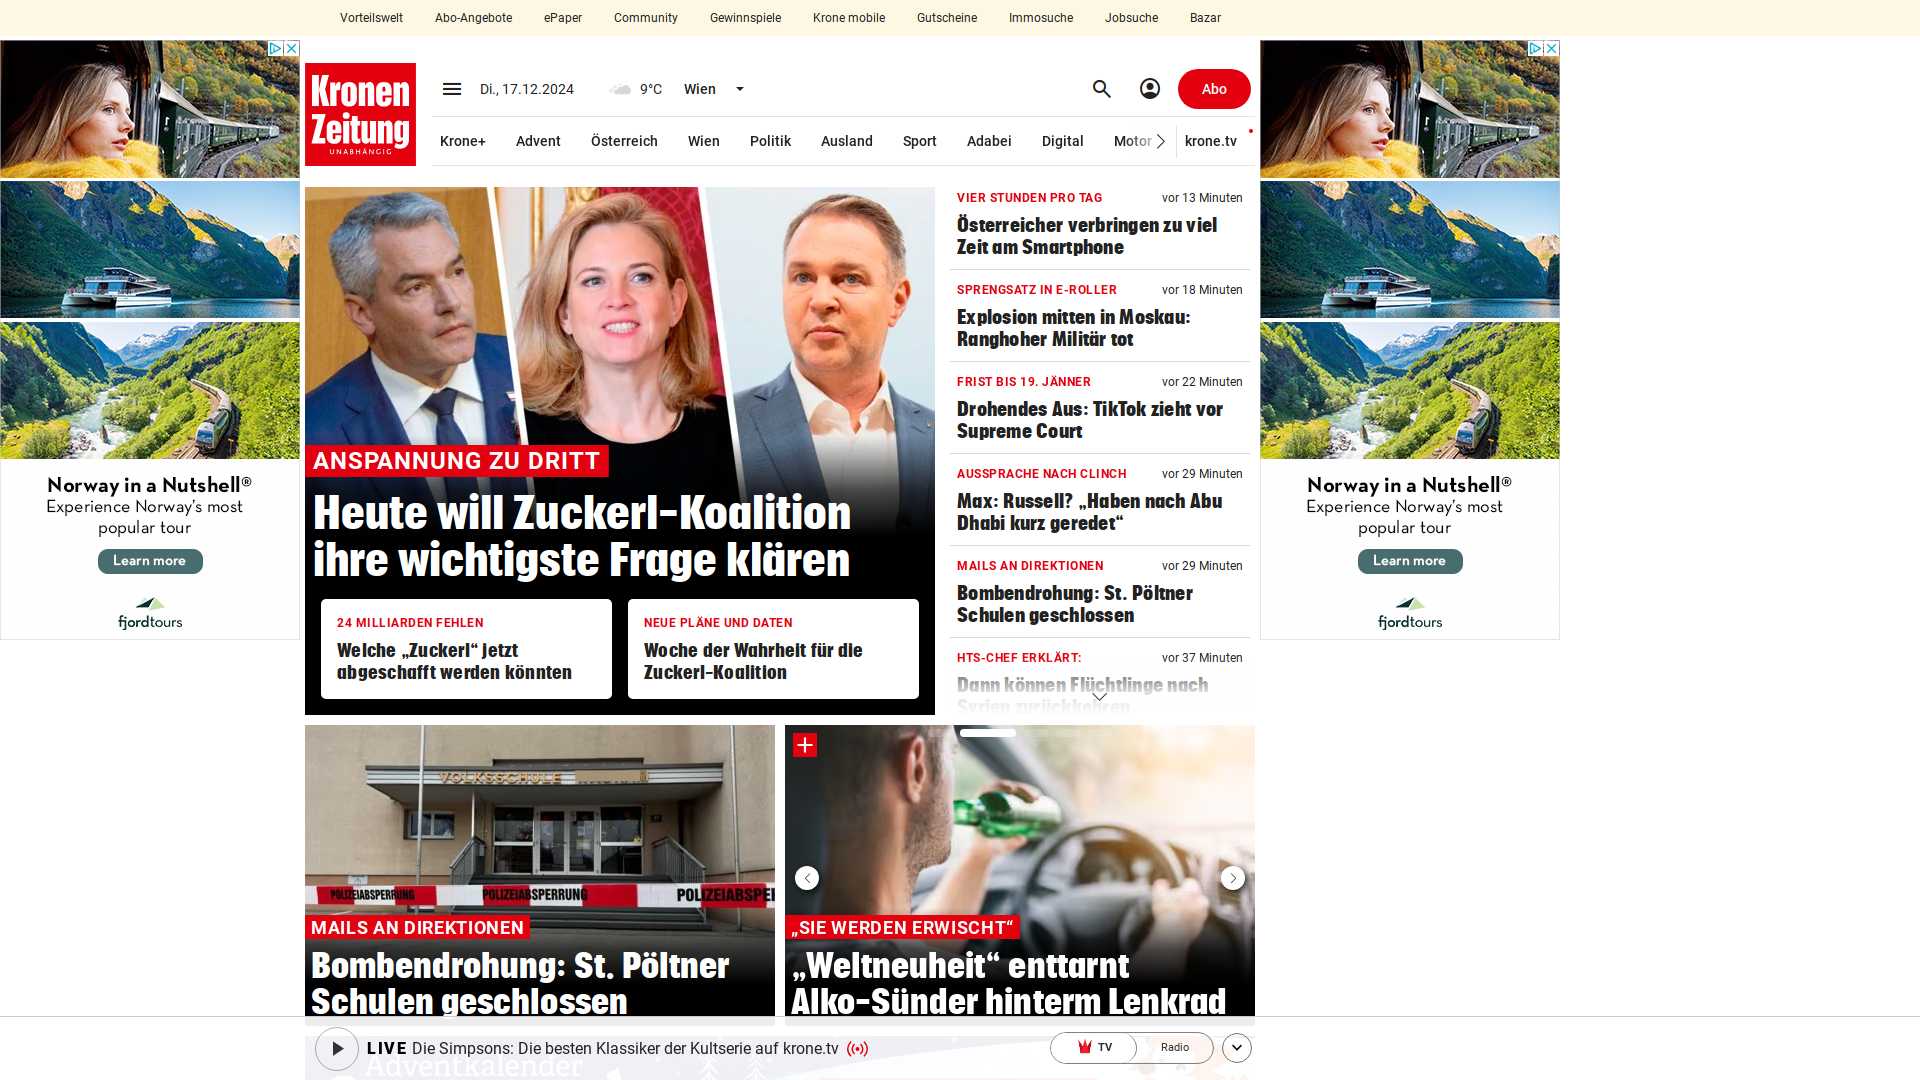 Vorteilswelt Abo-Angebote ePaper Community Gewinnspiele Krone mobile Gutscheine Immosuche Jobsuche Bazar
Kronen
Zeitung
UNABHÄNGIG
Di., 17.12.2024 9°C Wien Abo
Krone+ Advent Österreich Wien Politik Ausland Sport Adabei Digital Motor krone.tv
ANSPANNUNG ZU DRITT
Heute will Zuckerl-Koalition
ihre wichtigste Frage klären
24 MILLIARDEN FEHLEN
Welche „Zuckerl“ jetzt
abgeschafft werden könnten
NEUE PLÄNE UND DATEN
Woche der Wahrheit für die
Zuckerl-Koalition
VIER STUNDEN PRO TAG vor 13 Minuten
Österreicher verbringen zu viel
Zeit am Smartphone
SPRENGSATZ IN E-ROLLER vor 18 Minuten
Explosion mitten in Moskau:
Ranghoher Militär tot
FRIST BIS 19. JÄNNER vor 22 Minuten
Drohendes Aus: TikTok zieht vor
Supreme Court
AUSSPRACHE NACH CLINCH vor 29 Minuten
Max: Russell? „Haben nach Abu
Dhabi kurz geredet“
MAILS AN DIREKTIONEN vor 29 Minuten
Bombendrohung: St. Pöltner
Schulen geschlossen
HTS-CHEF ERKLÄRT: vor 37 Minuten
Dann können Flüchtlinge nach
Syrien zurückkehren
Norway in a Nutshell®
Experience Norway's most
popular tour
Learn more
fjordtours
Norway in a Nutshell®
Experience Norway's most
popular tour
Learn more
fjordtours
VOLKSSCHULE
POLIZEIABSPERRUNG POLIZEIABSPERRUNG POLIZEIABSPE
MAILS AN DIREKTIONEN
Bombendrohung: St. Pöltner
Schulen geschlossen
„SIE WERDEN ERWISCHT“
„Weltneuheit“ enttarnt
Alko-Sünder hinterm Lenkrad
LIVE Die Simpsons: Die besten Klassiker der Kultserie auf krone.tv TV Radio
Adventkalender